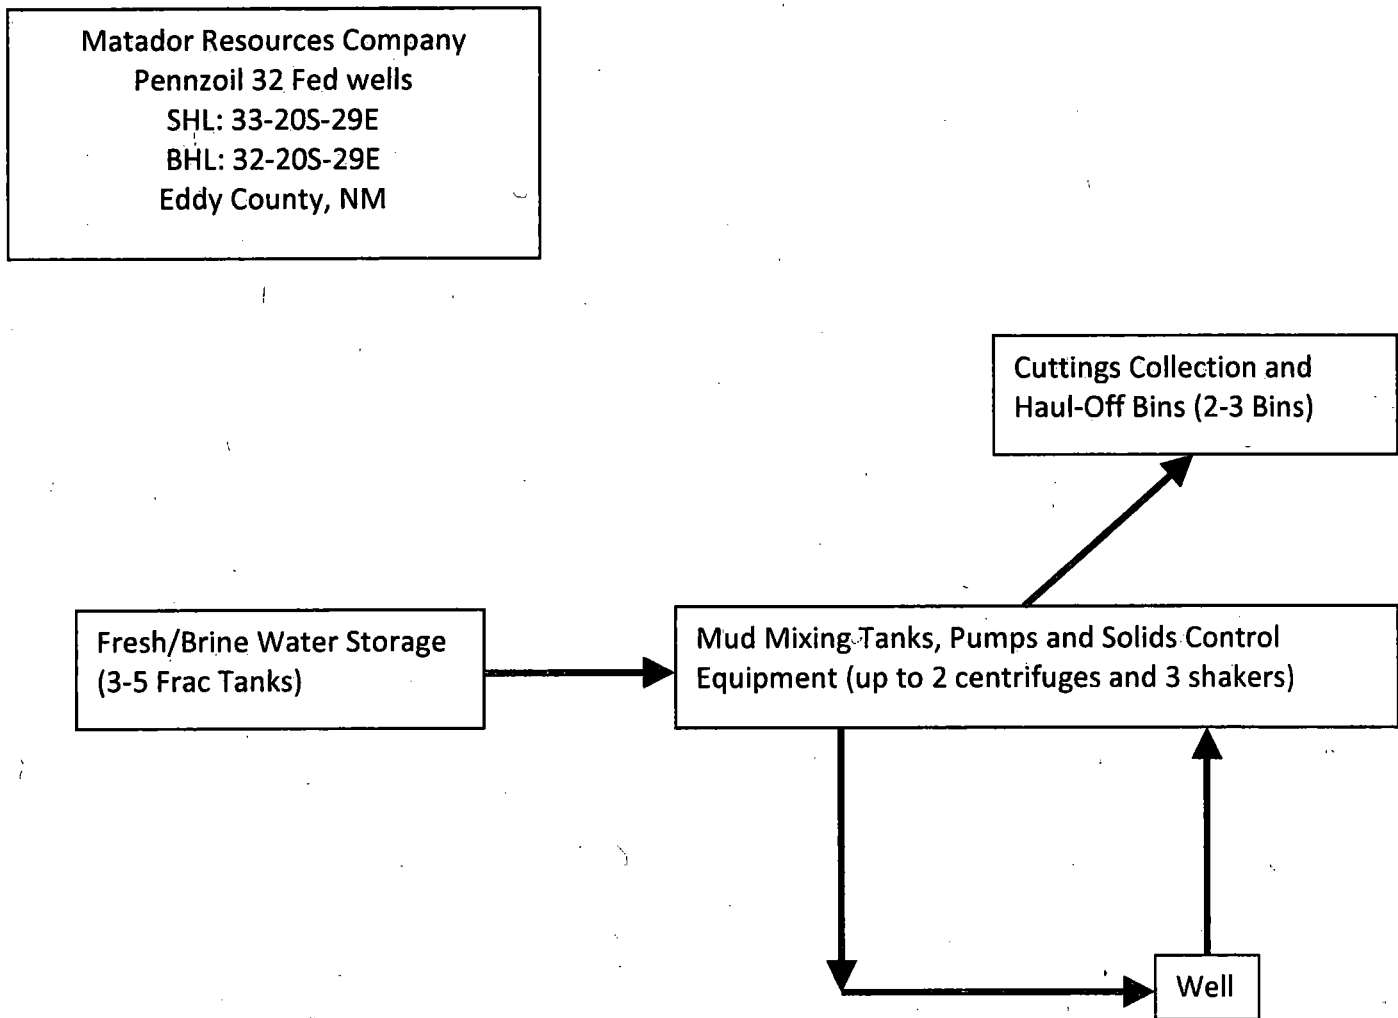 Matador Resources Company
Pennzoil 32 Fed wells
SHL: 33-20S-29E
BHL: 32-20S-29E
Eddy County, NM
Cuttings Collection and
Haul-Off Bins (2-3 Bins)
Fresh/Brine Water Storage
(3-5 Frac Tanks)
Mud Mixing Tanks, Pumps and Solids Control
Equipment (up to 2 centrifuges and 3 shakers)
Well